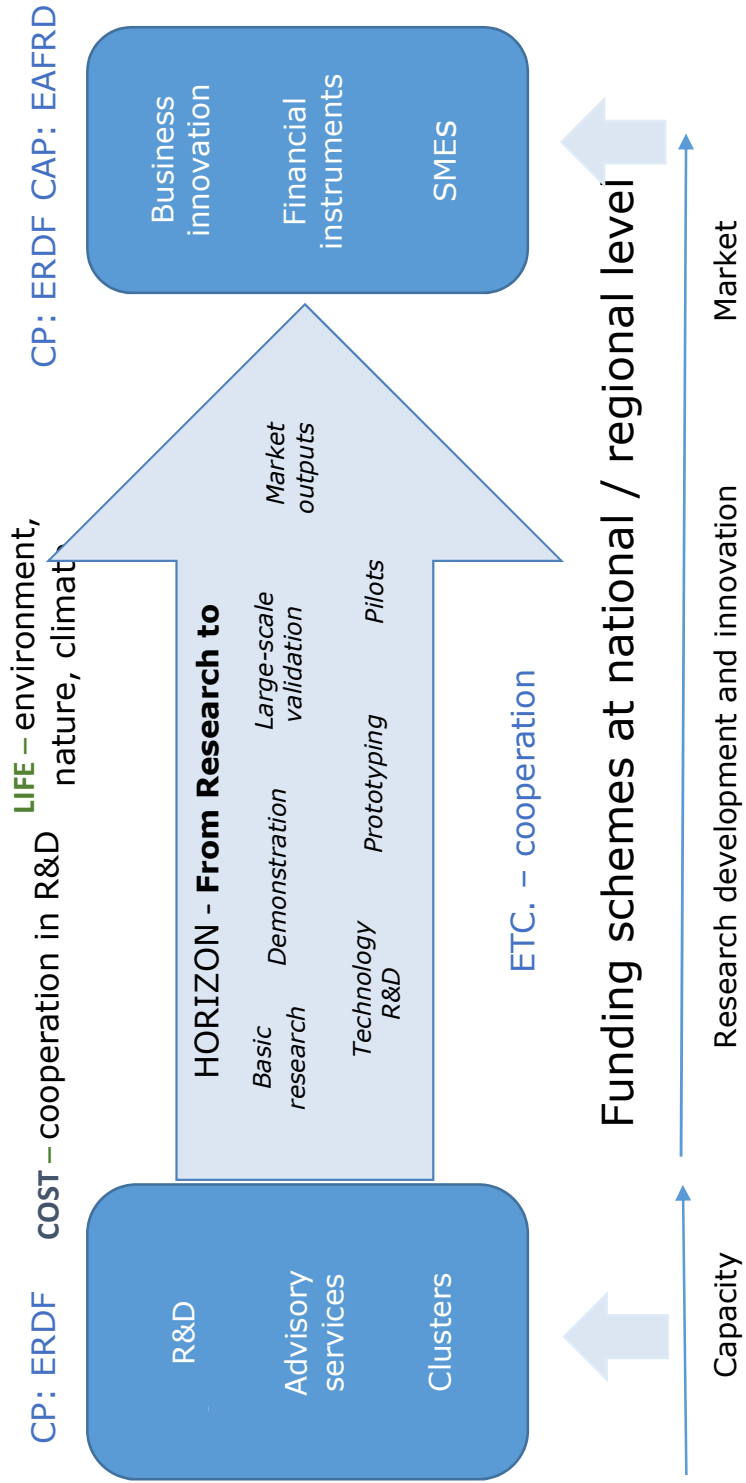 CP: ERDF
COST – cooperation in R&D
LIFE – environment,
nature, climat
CP: ERDF CAP: EAFRD
R&D
Advisory
services
Clusters
HORIZON - From Research to
Basic
research
Demonstration
Large-scale
validation
Market
outputs
Technology
R&D
Prototyping
Pilots
Business
innovation
Financial
instruments
SMEs
ETC. – cooperation
Funding schemes at national / regional level
Capacity
Research development and innovation
Market